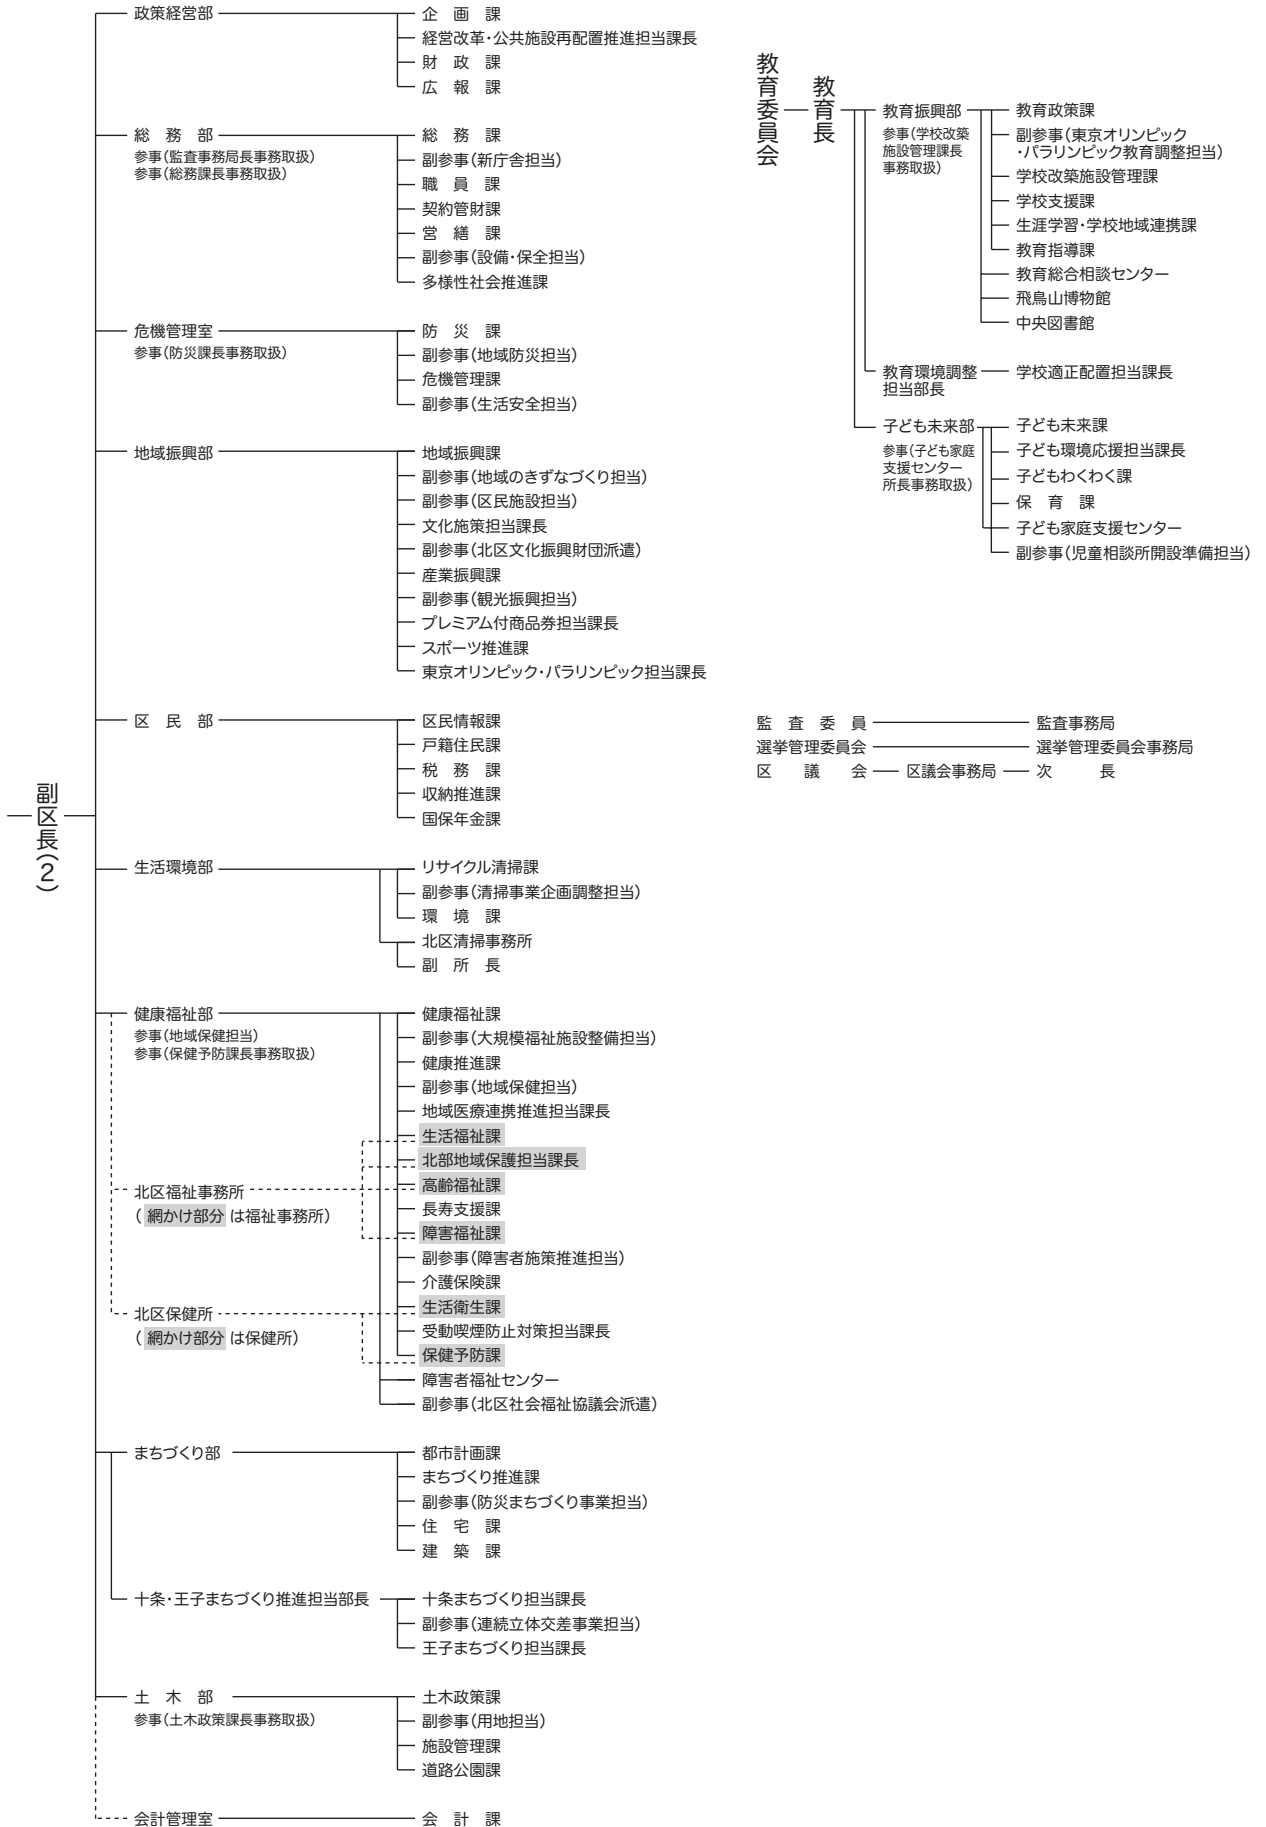 副区長(2)
政策経営部
企　画　課
経営改革・公共施設再配置推進担当課長
財　政　課
広　報　課
総　務　部
参事(監査事務局長事務取扱)
参事(総務課長事務取扱)
総　務　課
副参事(新庁舎担当)
職　員　課
契約管財課
営　繕　課
副参事(設備・保全担当)
多様性社会推進課
危機管理室
参事(防災課長事務取扱)
防　災　課
副参事(地域防災担当)
危機管理課
副参事(生活安全担当)
地域振興部
地域振興課
副参事(地域のきずなづくり担当)
副参事(区民施設担当)
文化施策担当課長
副参事(北区文化振興財団派遣)
産業振興課
副参事(観光振興担当)
プレミアム付商品券担当課長
スポーツ推進課
東京オリンピック・パラリンピック担当課長
区　民　部
区民情報課
戸籍住民課
税　務　課
収納推進課
国保年金課
生活環境部
リサイクル清掃課
副参事(清掃事業企画調整担当)
環　境　課
北区清掃事務所
副　所　長
健康福祉部
参事(地域保健担当)
参事(保健予防課長事務取扱)
北区福祉事務所
(網かけ部分は福祉事務所)
北区保健所
(網かけ部分は保健所)
健康福祉課
副参事(大規模福祉施設整備担当)
健康推進課
副参事(地域保健担当)
地域医療連携推進担当課長
生活福祉課
北部地域保護担当課長
高齢福祉課
長寿支援課
障害福祉課
副参事(障害者施策推進担当)
介護保険課
生活衛生課
受動喫煙防止対策担当課長
保健予防課
障害者福祉センター
副参事(北区社会福祉協議会派遣)
まちづくり部
都市計画課
まちづくり推進課
副参事(防災まちづくり事業担当)
住　宅　課
建　築　課
十条・王子まちづくり推進担当部長
十条まちづくり担当課長
副参事(連続立体交差事業担当)
王子まちづくり担当課長
土　木　部
参事(土木政策課長事務取扱)
土木政策課
副参事(用地担当)
施設管理課
道路公園課
会計管理室
会　計　課
教育委員会
教育長
教育振興部
参事(学校改築
施設管理課長
事務取扱)
教育政策課
副参事(東京オリンピック
・パラリンピック教育調整担当)
学校改築施設管理課
学校支援課
生涯学習・学校地域連携課
教育指導課
教育総合相談センター
飛鳥山博物館
中央図書館
教育環境調整
担当部長
学校適正配置担当課長
子ども未来部
参事(子ども家庭
支援センター
所長事務取扱)
子ども未来課
子ども環境応援担当課長
子どもわくわく課
保　育　課
子ども家庭支援センター
副参事(児童相談所開設準備担当)
監　査　委　員　監査事務局
選挙管理委員会　選挙管理委員会事務局
区　議　会　区議会事務局　次　長